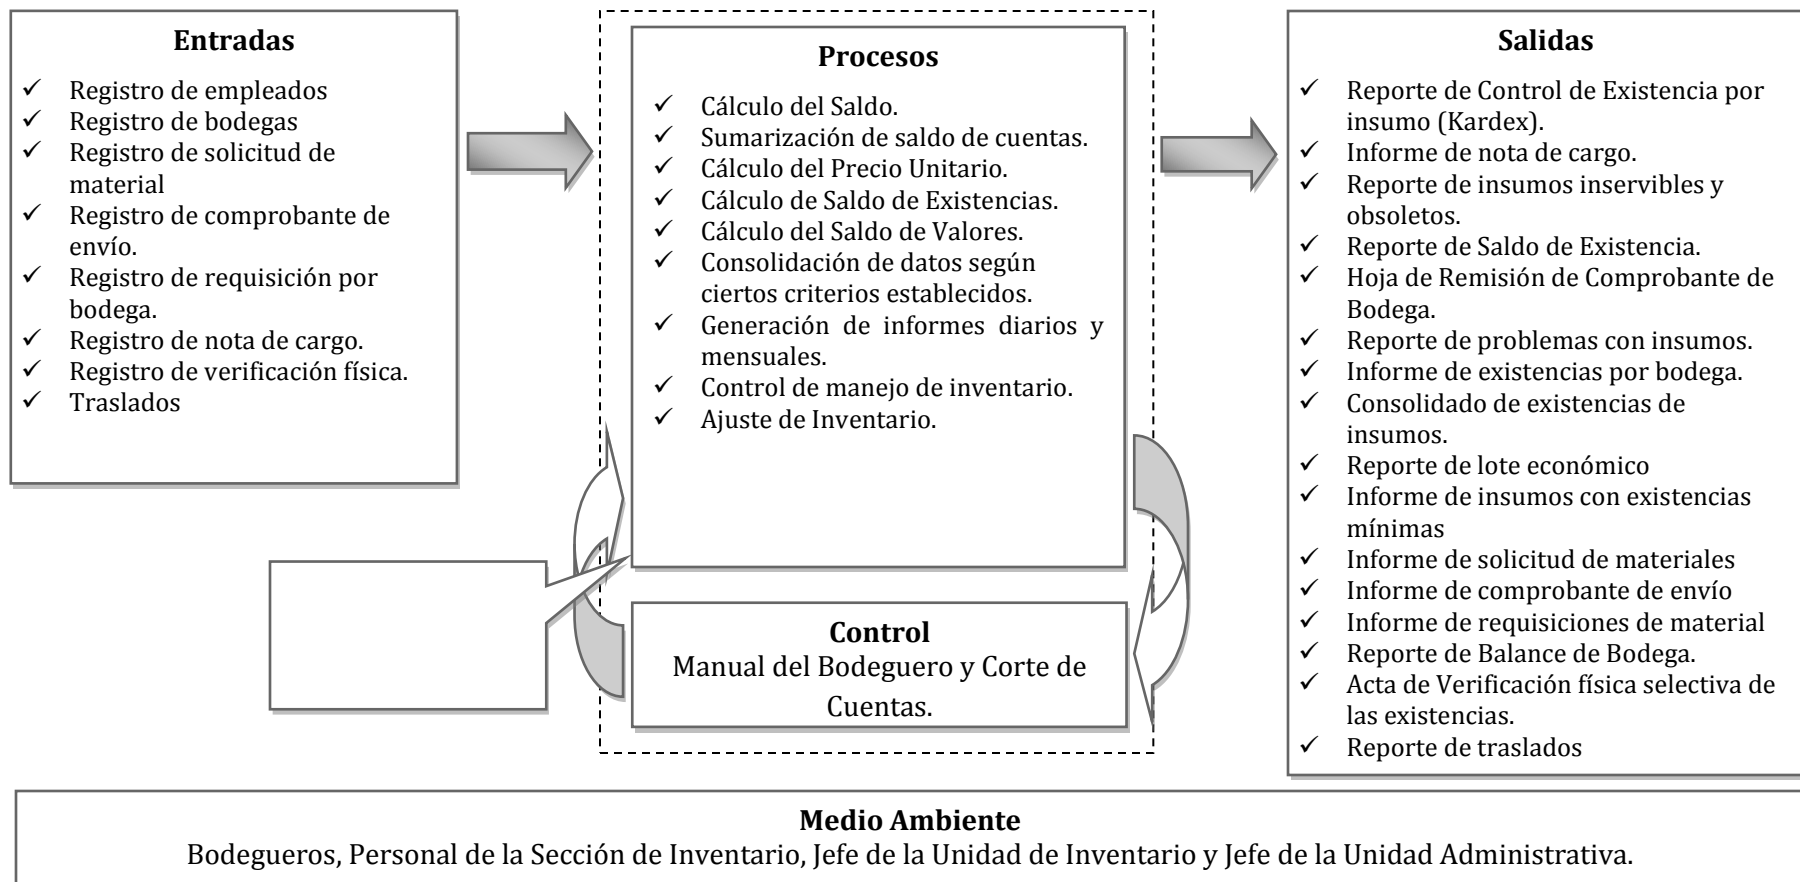 Entradas
✓ Registro de empleados
✓ Registro de bodegas
✓ Registro de solicitud de
material
✓ Registro de comprobante de
envío.
✓ Registro de requisición por
bodega.
✓ Registro de nota de cargo.
✓ Registro de verificación física.
✓ Traslados
Procesos
✓ Cálculo del Saldo.
✓ Sumarización de saldo de cuentas.
✓ Cálculo del Precio Unitario.
✓ Cálculo de Saldo de Existencias.
✓ Cálculo del Saldo de Valores.
✓ Consolidación de datos según
ciertos criterios establecidos.
✓ Generación de informes diarios y
mensuales.
✓ Control de manejo de inventario.
✓ Ajuste de Inventario.
Control
Manual del Bodeguero y Corte de
Cuentas.
Salidas
✓ Reporte de Control de Existencia por
insumo (Kardex).
✓ Informe de nota de cargo.
✓ Reporte de insumos inservibles y
obsoletos.
✓ Reporte de Saldo de Existencia.
✓ Hoja de Remisión de Comprobante de
Bodega.
✓ Reporte de problemas con insumos.
✓ Informe de existencias por bodega.
✓ Consolidado de existencias de
insumos.
✓ Reporte de lote económico
✓ Informe de insumos con existencias
mínimas
✓ Informe de solicitud de materiales
✓ Informe de comprobante de envío
✓ Informe de requisiciones de material
✓ Reporte de Balance de Bodega.
✓ Acta de Verificación física selectiva de
las existencias.
✓ Reporte de traslados
Medio Ambiente
Bodegueros, Personal de la Sección de Inventario, Jefe de la Unidad de Inventario y Jefe de la Unidad Administrativa.